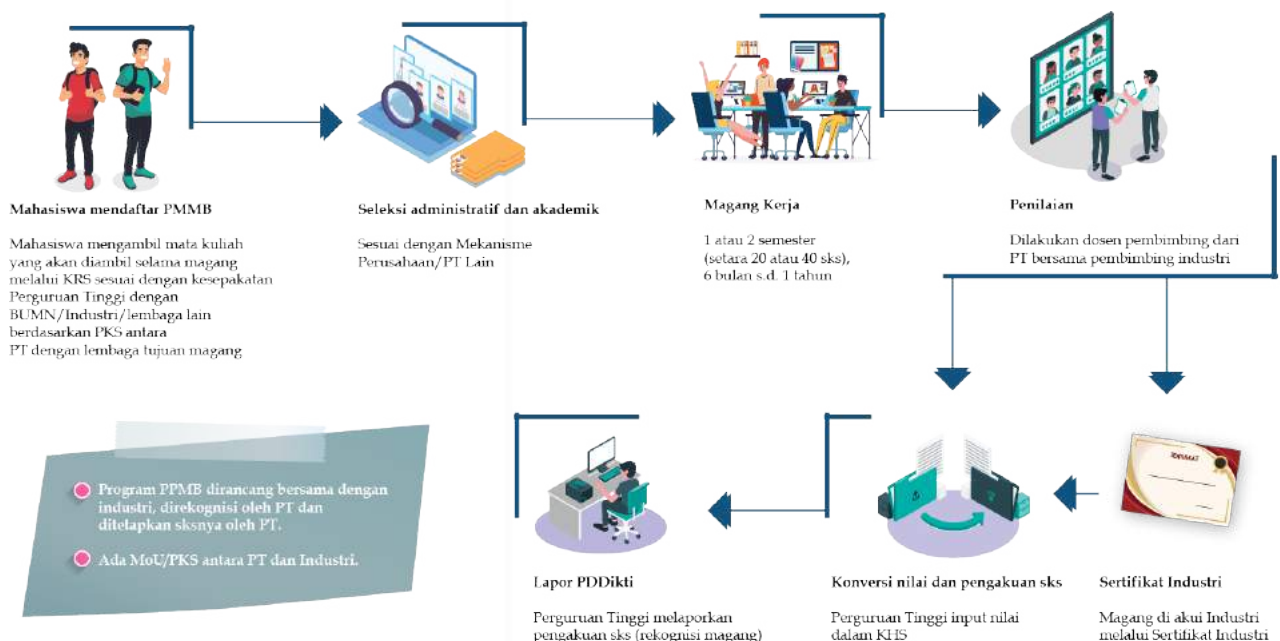 Mahasiswa mendaftar PMMB
Mahasiswa mengambil mata kuliah
yang akan diambil selama magang
melalui KRS sesuai dengan kesepakatan
Perguruan Tinggi dengan
BUMN/Industri/lembaga lain
berdasarkan PKS antara
PT dengan lembaga tujuan magang
Seleksi administratif dan akademik
Sesuai dengan Mekanisme
Perusahaan/PT Lain
Magang Kerja
1 atau 2 semester
(setara 20 atau 40 sks),
6 bulan s.d. 1 tahun
Penilaian
Dilakukan dosen pembimbing dari
PT bersama pembimbing industri
Program PPMB dirancang bersama dengan
industri, direkognisi oleh PT dan
ditetapkan sksnya oleh PT.
Ada MoU/PKS antara PT dan Industri.
Lapor PDDikti
Perguruan Tinggi melaporkan
pengakuan sks (rekognisi magang)
Konversi nilai dan pengakuan sks
Perguruan Tinggi input nilai
dalam KHS
Sertifikat Industri
Magang di akui Industri
melalui Sertifikat Industri